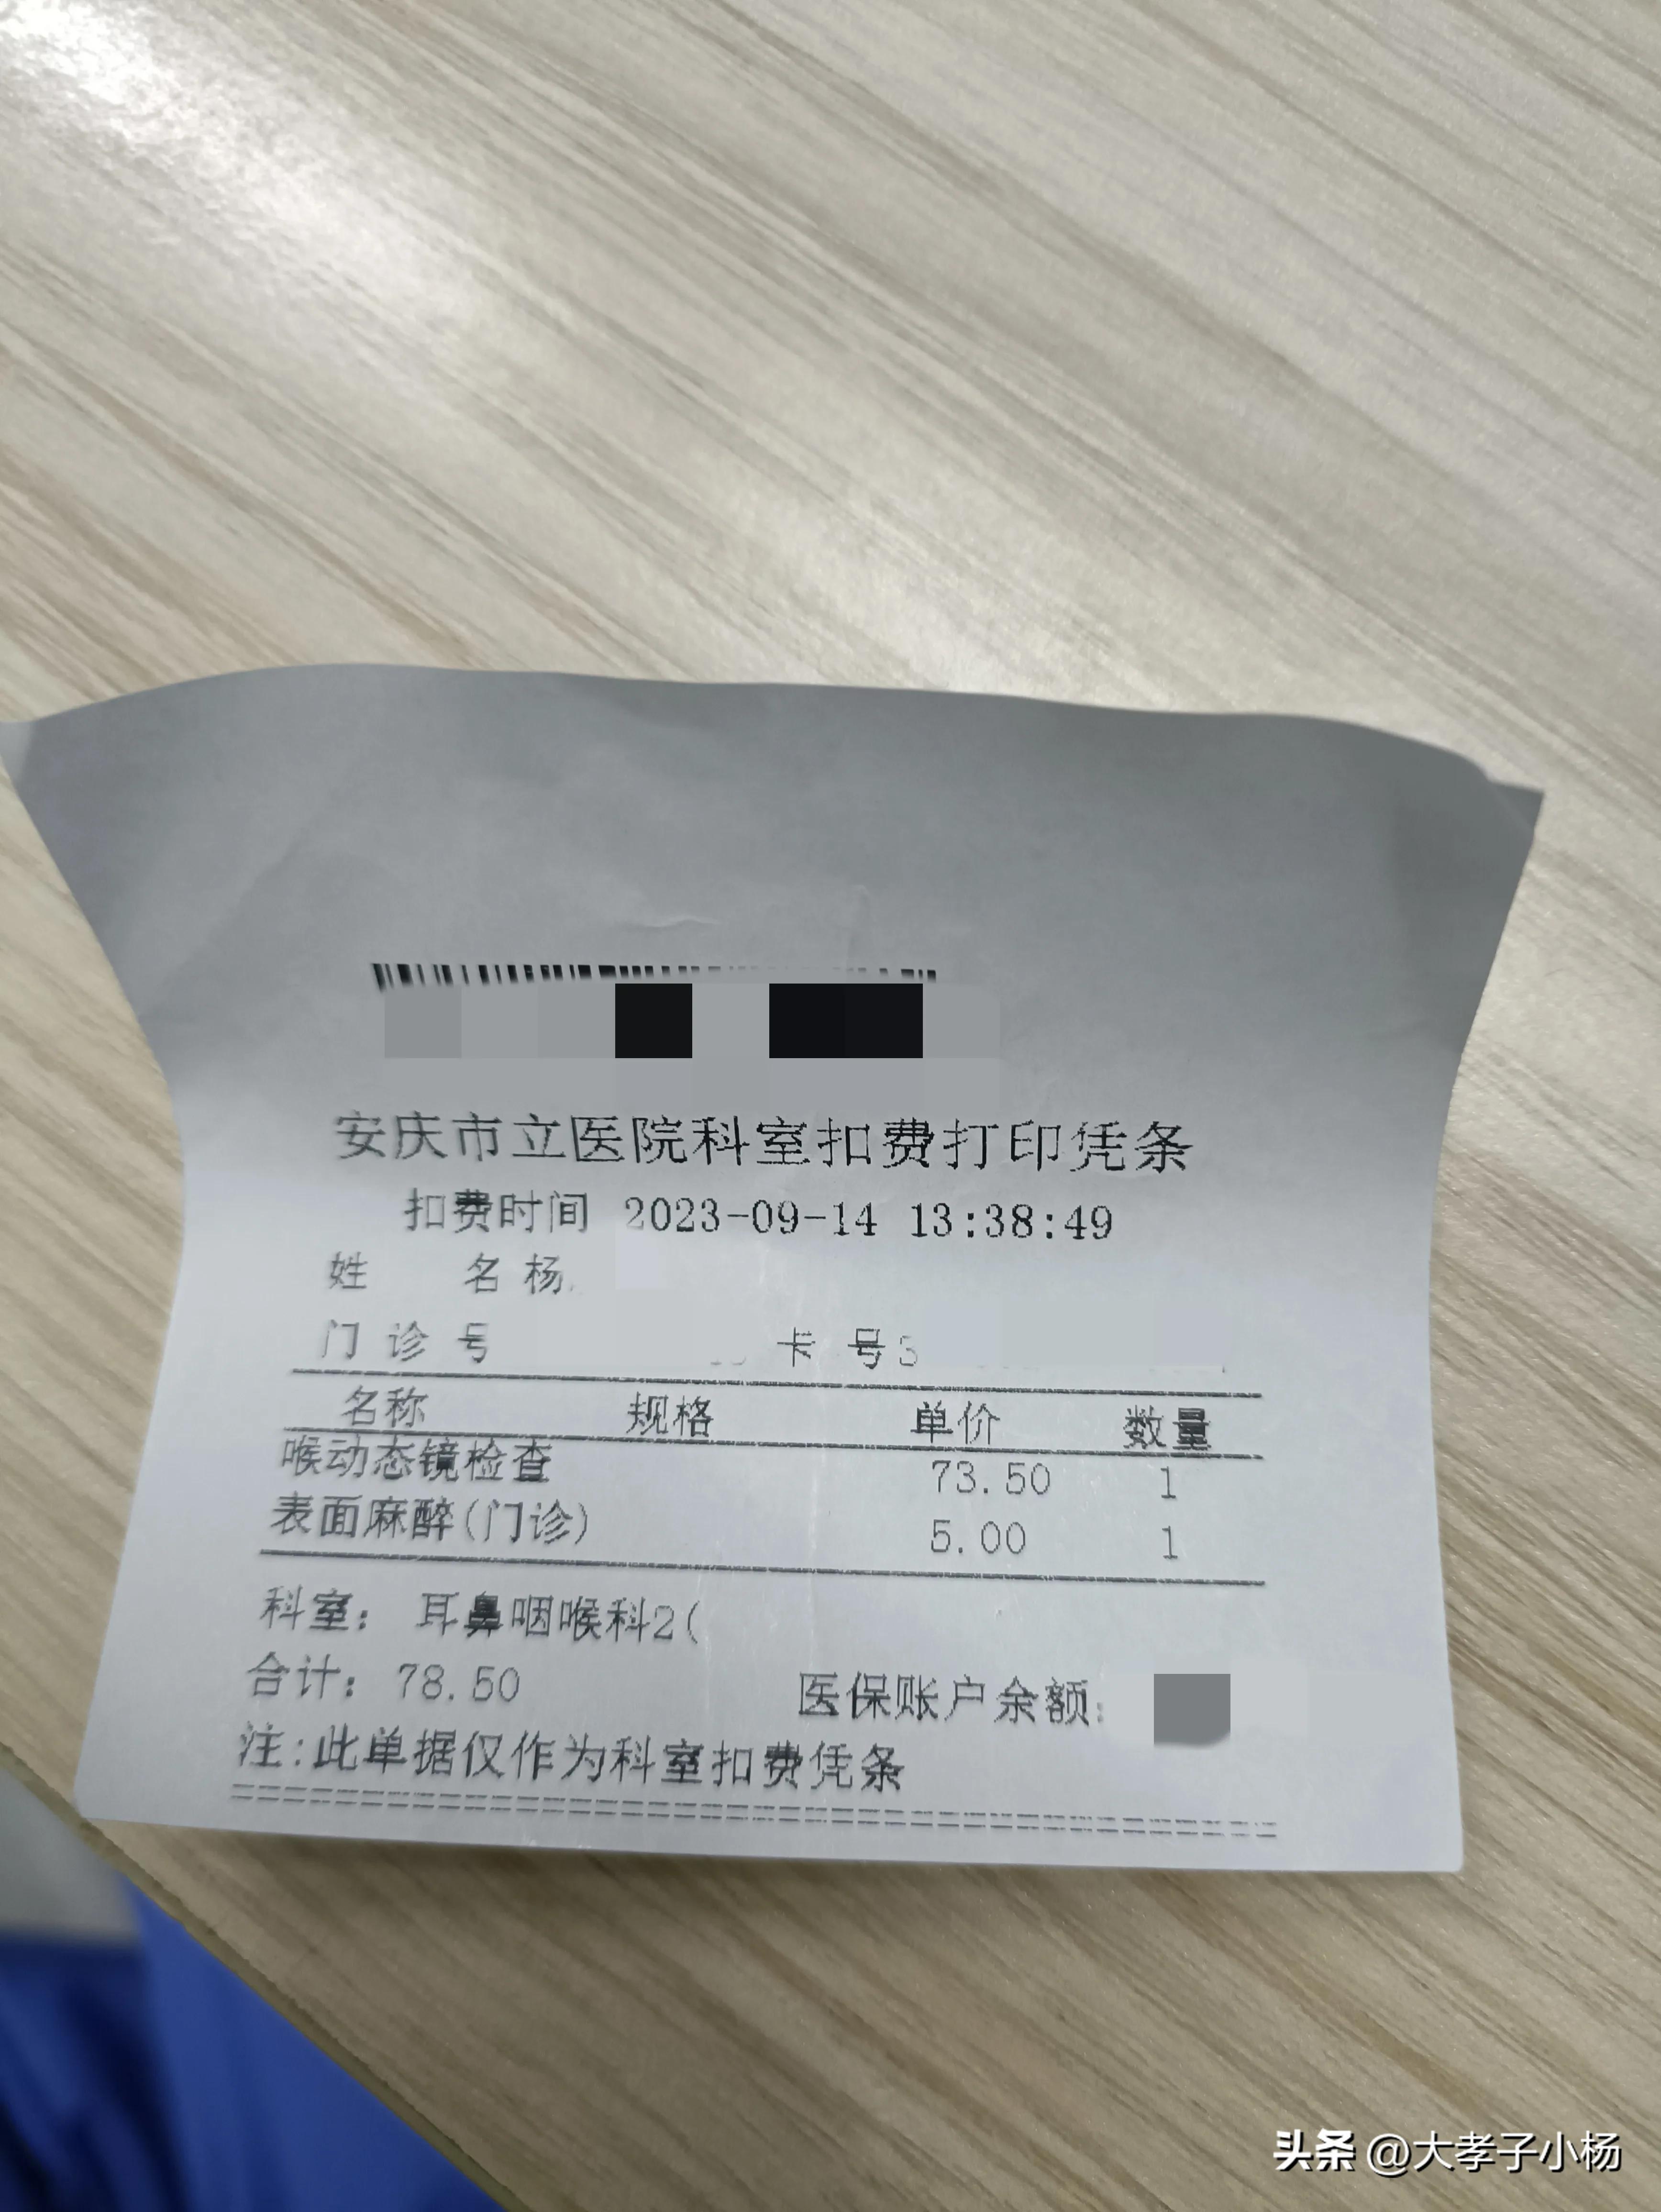 安庆市立医院科室扣费打印凭条
扣费时间 2023-09-14 13:38:49
姓 名 杨
门 诊 号 卡 号
名称 规格 单价 数量
喉动态镜检查 73.50 1
表面麻醉(门诊) 5.00 1
科室： 耳鼻咽喉科2(
合计：78.50 医保账户余额:
注:此单据仅作为科室扣费凭条
头条 @大孝子小杨